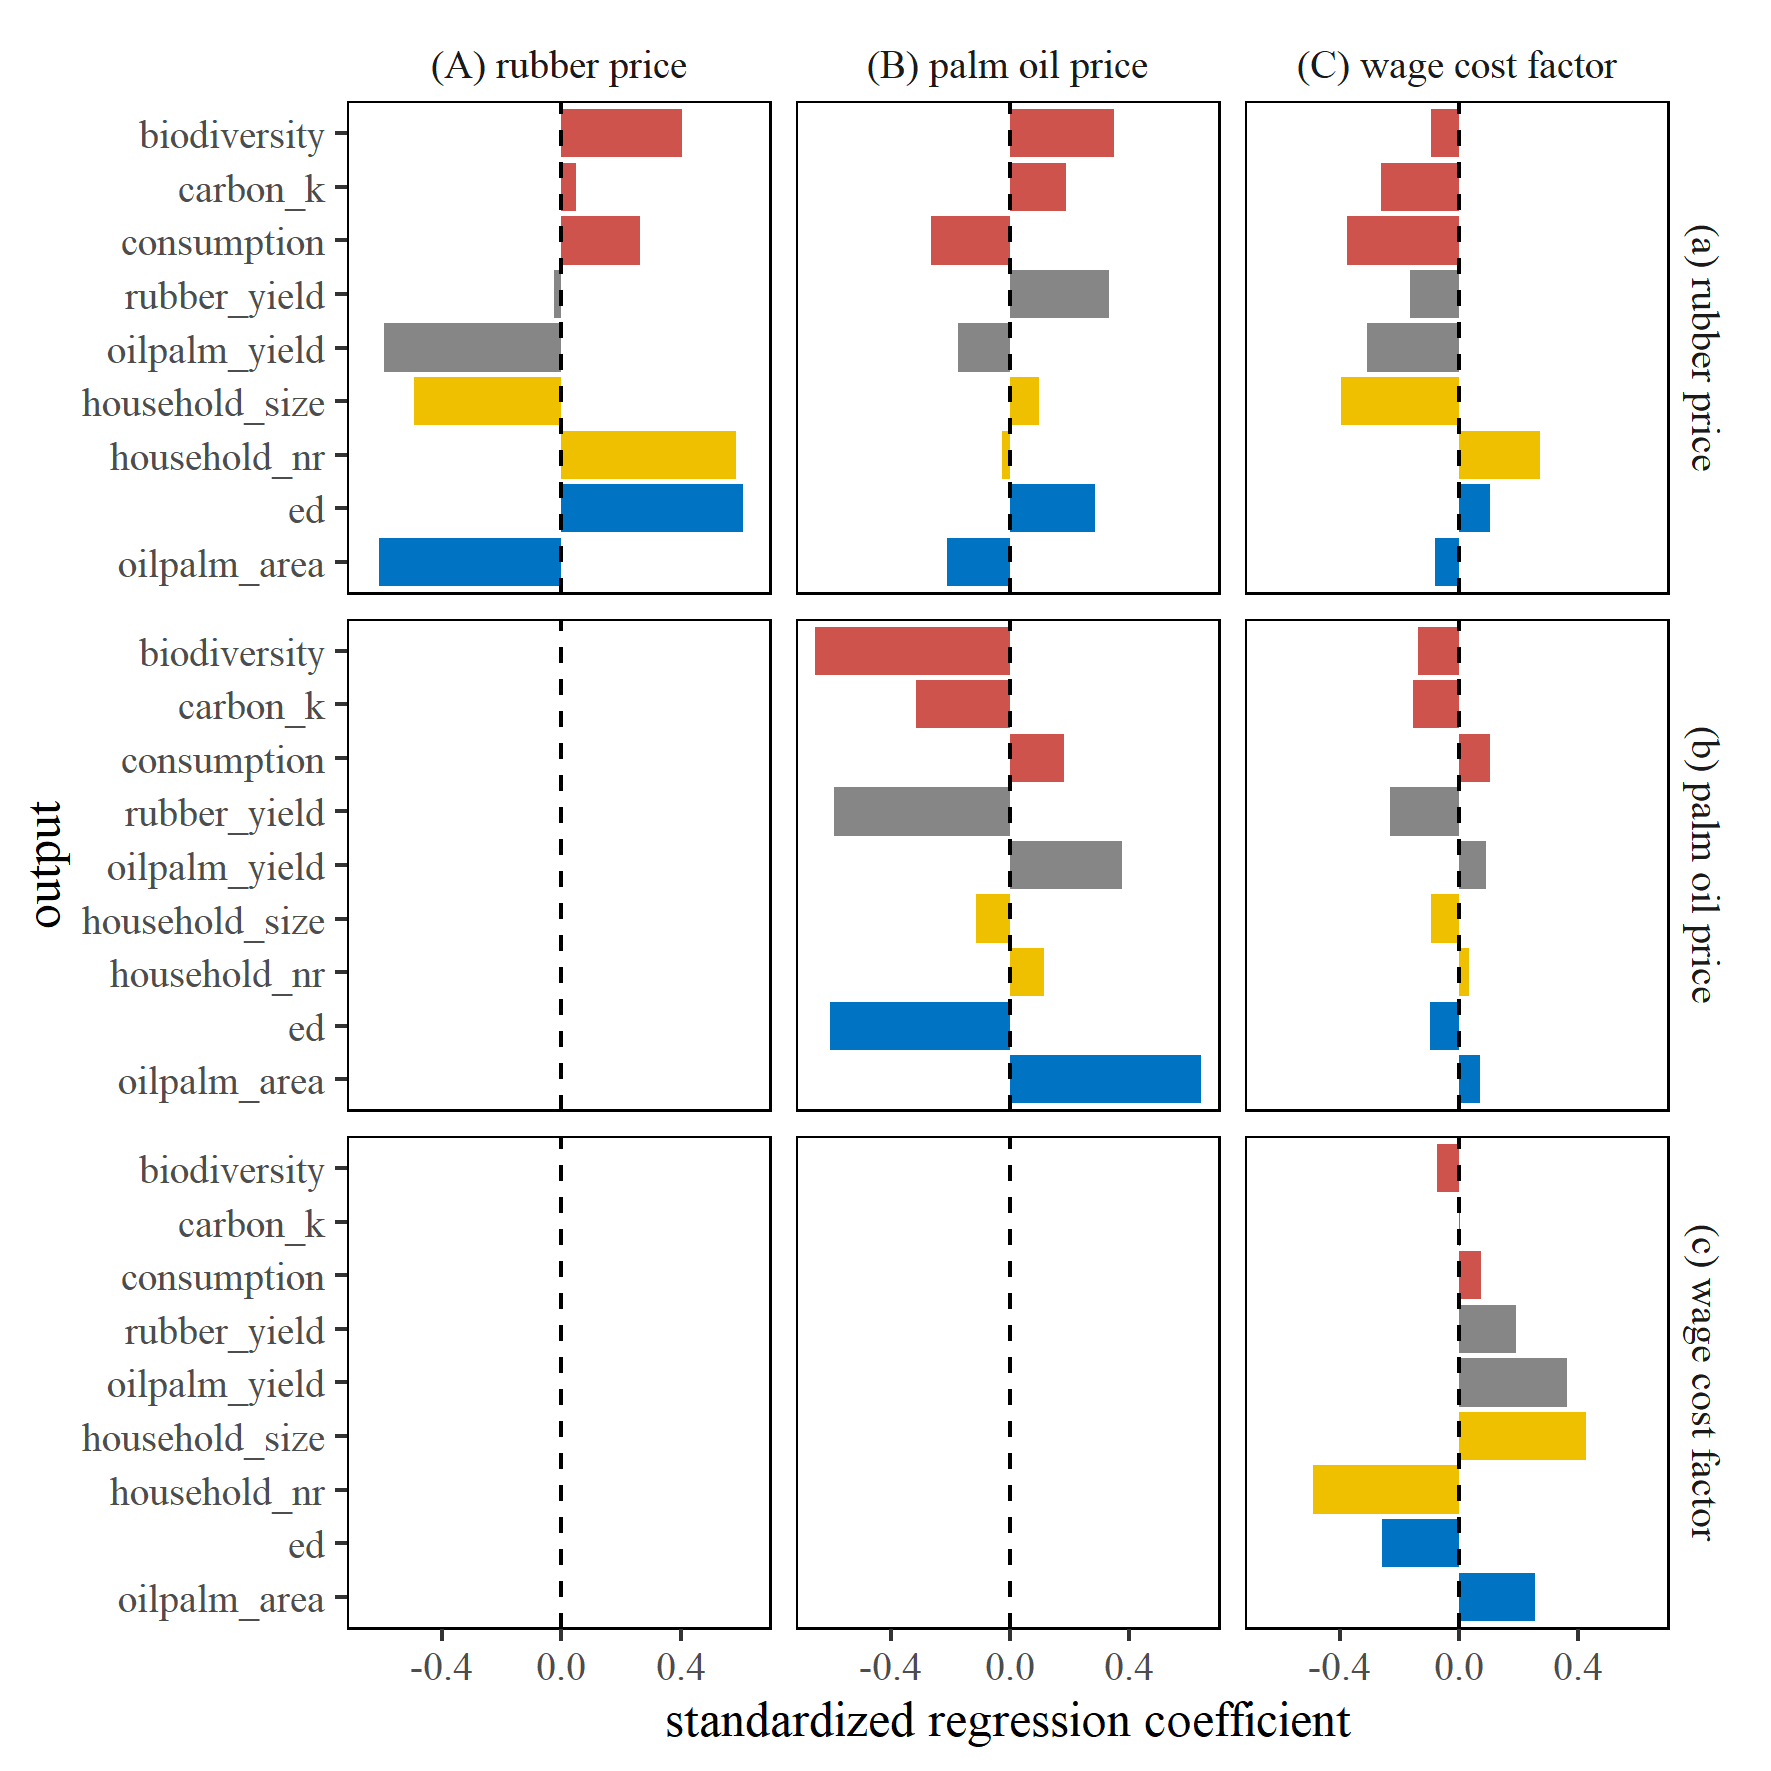 (A) rubber price
(B) palm oil price
(C) wage cost factor
biodiversity
carbon_k
consumption
rubber_yield
oilpalm_yield
household_size
household_nr
ed
oilpalm_area
(a) rubber price
biodiversity
carbon_k
consumption
rubber_yield
oilpalm_yield
household_size
household_nr
ed
oilpalm_area
(b) palm oil price
output
biodiversity
carbon_k
consumption
rubber_yield
oilpalm_yield
household_size
household_nr
ed
oilpalm_area
(c) wage cost factor
-0.4 0.0 0.4
-0.4 0.0 0.4
-0.4 0.0 0.4
standardized regression coefficient